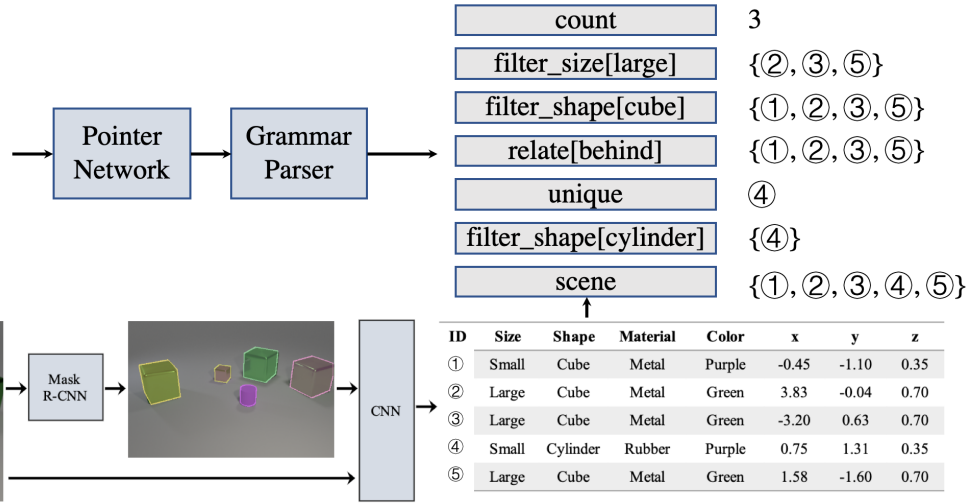 count 3
filter_size[large] {②, ③, ⑤}
filter_shape[cube] {①, ②, ③, ⑤}
relate[behind] {①, ②, ③, ⑤}
unique ④
filter_shape[cylinder] {④}
scene {①, ②, ③, ④, ⑤}
Pointer
Network
Grammar
Parser
Mask
R-CNN
CNN
ID Size Shape Material Color x y z
① Small Cube Metal Purple -0.45 -1.10 0.35
② Large Cube Metal Green 3.83 -0.04 0.70
③ Large Cube Metal Green -3.20 0.63 0.70
④ Small Cylinder Rubber Purple 0.75 1.31 0.35
⑤ Large Cube Metal Green 1.58 -1.60 0.70